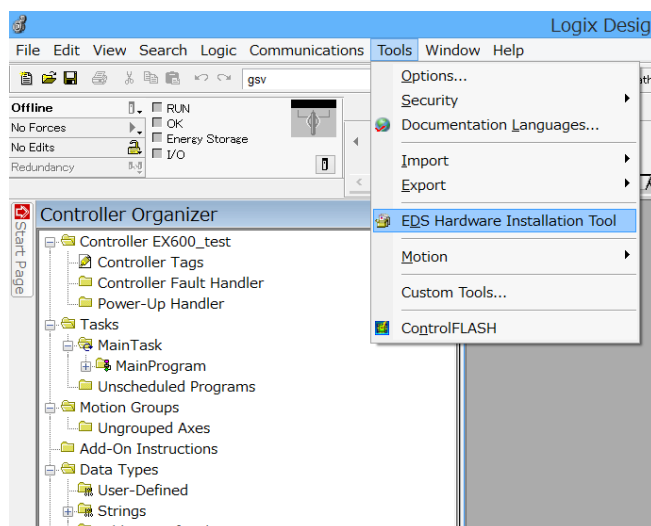 Logix Desig
File Edit View Search Logic Communications Tools Window Help
gsv
Offline
RUN
No Forces
OK
Energy Storage
No Edits
I/O
Redundancy
Options...
Security
Documentation Languages...
Import
Export
EDS Hardware Installation Tool
Motion
Custom Tools...
ControlFLASH
Start Page
Controller Organizer
Controller EX600_test
Controller Tags
Controller Fault Handler
Power-Up Handler
Tasks
MainTask
MainProgram
Unscheduled Programs
Motion Groups
Ungrouped Axes
Add-On Instructions
Data Types
User-Defined
Strings